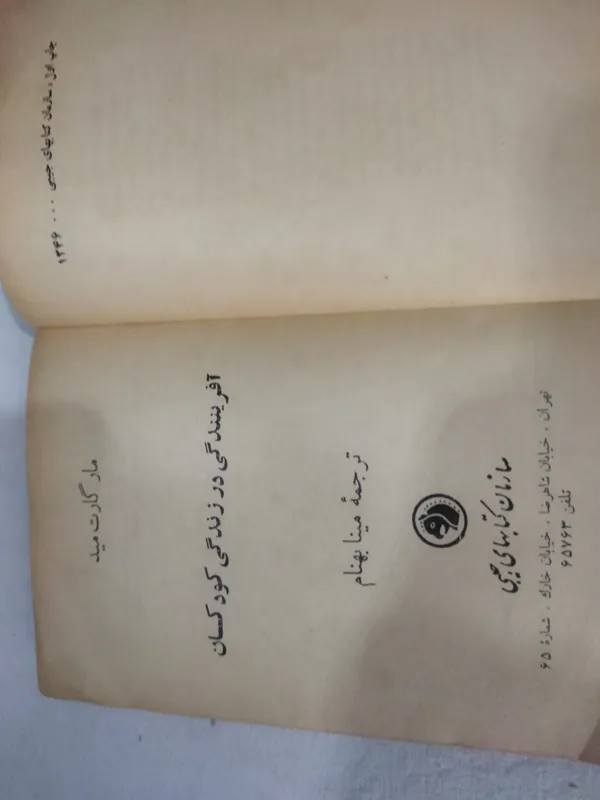 چاپ اول، سازمان کتابهای جیبی ... ۱۳۴۶
مارگارت مید
آفرینندگی در زندگی کودکان
ترجمهٔ مینا بهنام
سازمان کتابهای جیبی
تهران، خیابان شاهرضا، خیابان خارک، شمارهٔ ۶۵
تلفن ۶۵۷۶۳